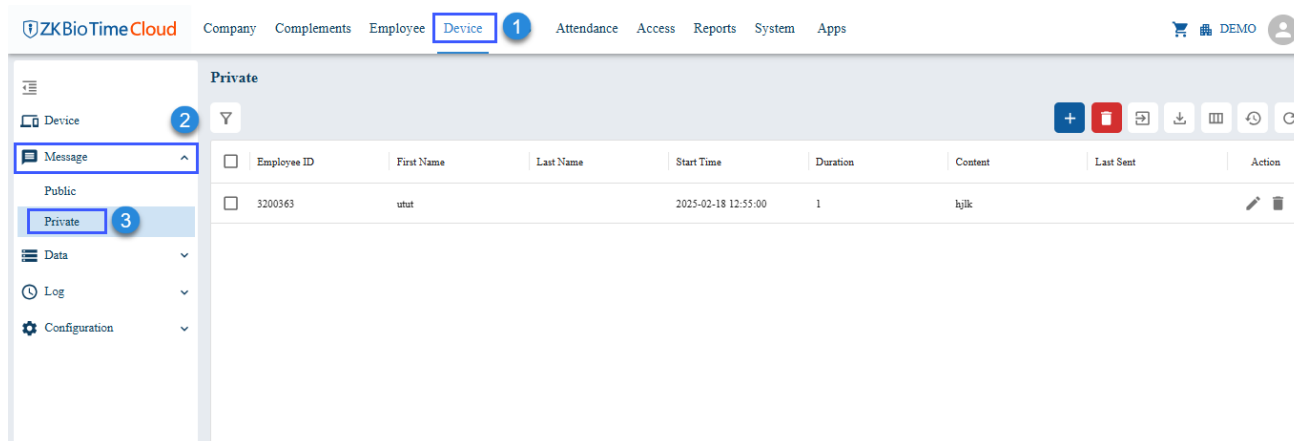 ZKBioTime Cloud Company Complements Employee Device 1 Attendance Access Reports System Apps DEMO
Private
Device 2
Message
Employee ID First Name Last Name Start Time Duration Content Last Sent Action
Public
3200363 utut 2025-02-18 12:55:00 1 hjlk
Private 3
Data
Log
Configuration